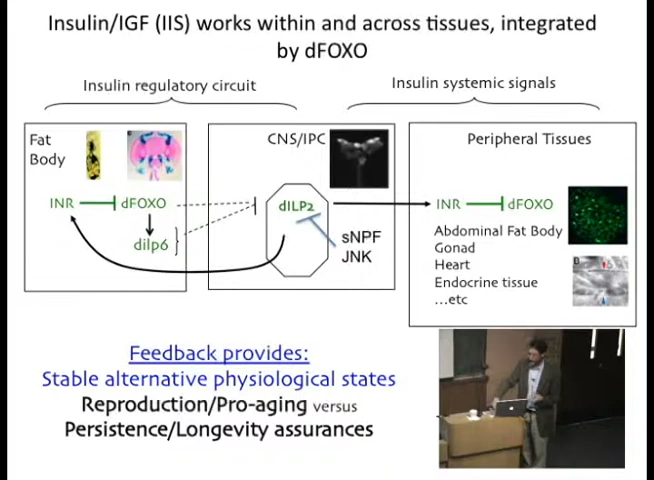 Insulin/IGF (IIS) works within and across tissues, integrated
by dFOXO
Insulin regulatory circuit
Insulin systemic signals
Fat
Body
CNS/IPC
Peripheral Tissues
INR
dFOXO
dilp6
dILP2
sNPF
JNK
INR
dFOXO
Abdominal Fat Body
Gonad
Heart
Endocrine tissue
...etc
Feedback provides:
Stable alternative physiological states
Reproduction/Pro-aging versus
Persistence/Longevity assurances